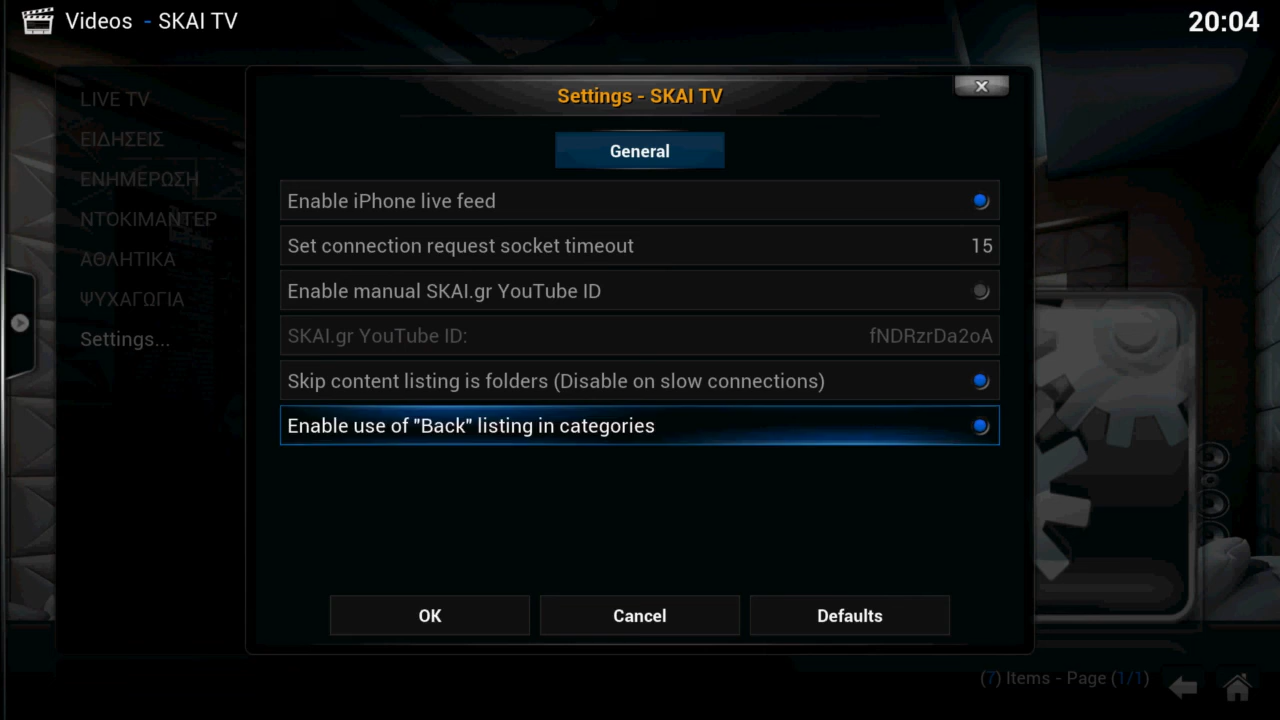 Videos - SKAI TV
20:04
LIVE TV
ΕΙΔΗΣΕΙΣ
ΕΝΗΜΕΡΩΣΗ
ΝΤΟΚΙΜΑΝΤΕΡ
ΑΘΛΗΤΙΚΑ
ΨΥΧΑΓΩΓΙΑ
Settings...
Settings - SKAI TV
General
Enable iPhone live feed
Set connection request socket timeout 15
Enable manual SKAI.gr YouTube ID
SKAI.gr YouTube ID: fNDRzrDa2oA
Skip content listing is folders (Disable on slow connections)
Enable use of "Back" listing in categories
OK Cancel Defaults
(7) Items - Page (1/1)